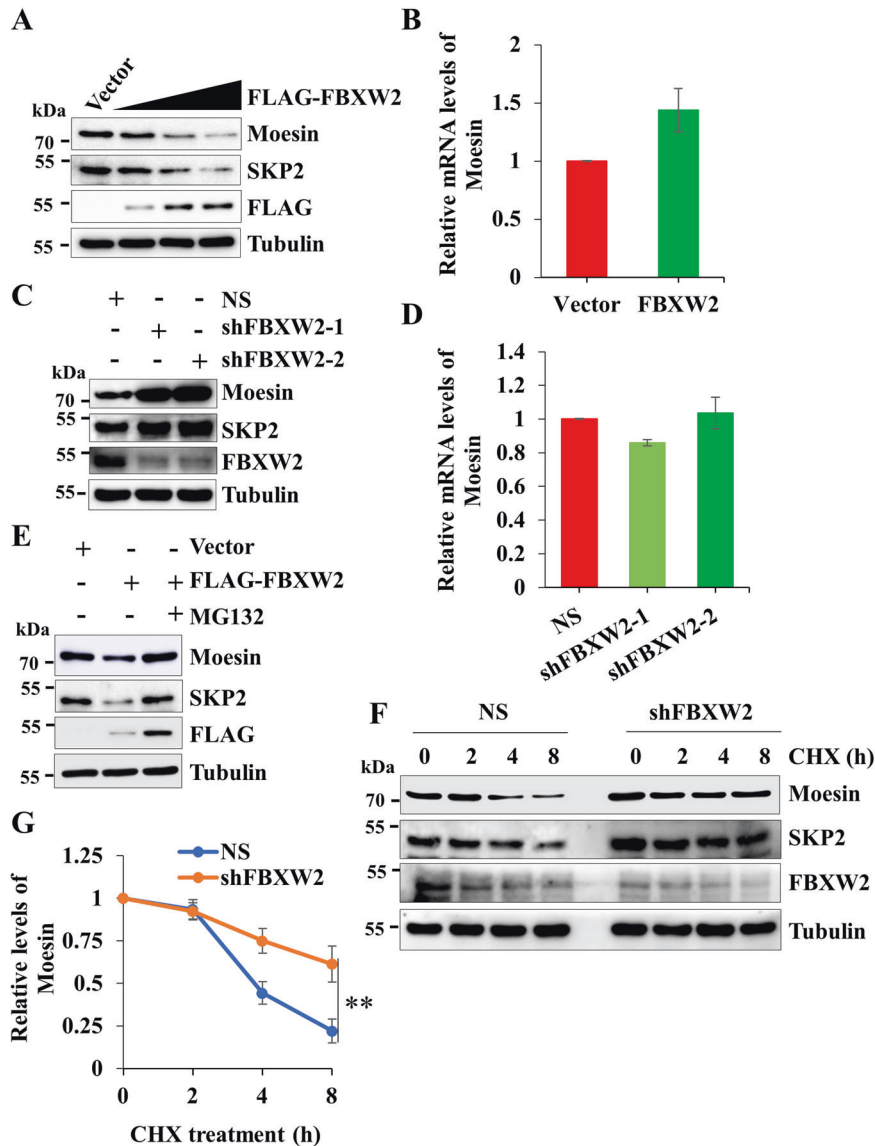 A
Vector
FLAG-FBXW2
kDa
70
Moesin
55
SKP2
55
FLAG
55
Tubulin
B
Relative mRNA levels of
Moesin
2
1.5
1
0.5
0
Vector FBXW2
C
+ - - NS
- + - shFBXW2-1
- - + shFBXW2-2
kDa
70
Moesin
55
SKP2
55
FBXW2
55
Tubulin
D
Relative mRNA levels of
Moesin
1.4
1.2
1
0.8
0.6
0.4
0.2
0
NS
shFBXW2-1
shFBXW2-2
E
+ - - Vector
- + + FLAG-FBXW2
- - + MG132
kDa
70
Moesin
55
SKP2
55
FLAG
55
Tubulin
F
NS shFBXW2
0 2 4 8 0 2 4 8 CHX (h)
kDa
70
Moesin
55
SKP2
55
FBXW2
55
Tubulin
G
NS
shFBXW2
Relative levels of
Moesin
1.25
1
0.75
0.5
0.25
0
**
0 2 4 8
CHX treatment (h)